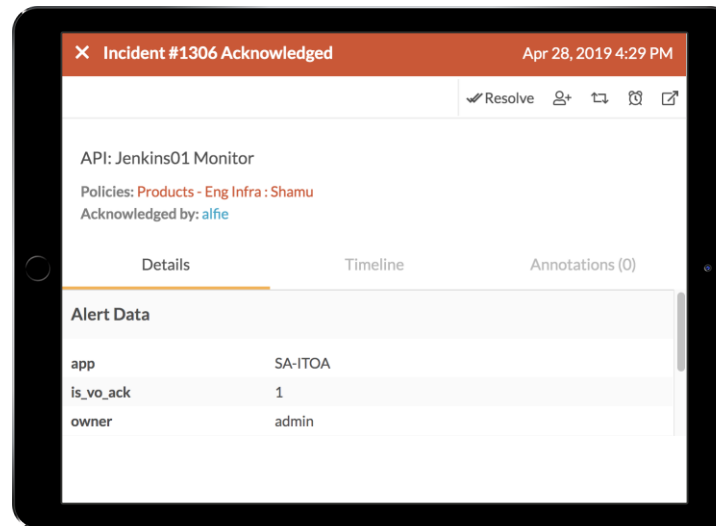 Incident #1306 Acknowledged Apr 28, 2019 4:29 PM
Resolve
API: Jenkins01 Monitor
Policies: Products - Eng Infra : Shamu
Acknowledged by: alfie
Details Timeline Annotations (0)
Alert Data
app SA-ITOA
is_vo_ack 1
owner admin